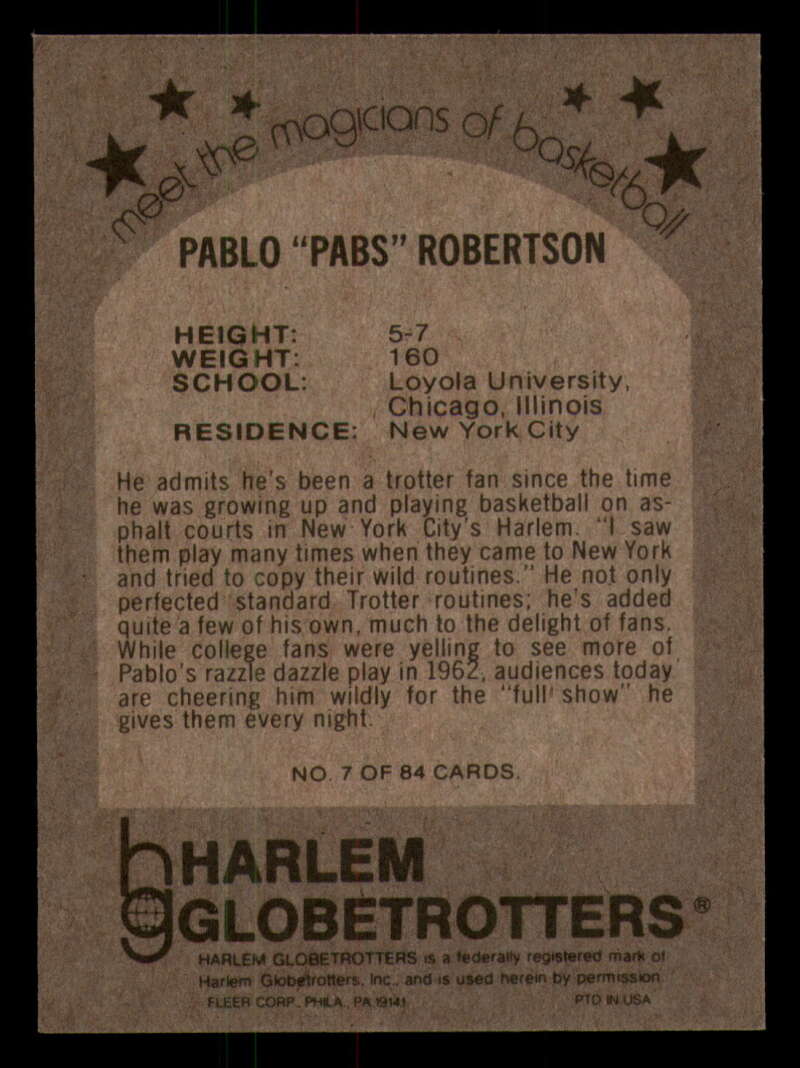 meet the magicians of basketball
PABLO “PABS” ROBERTSON
HEIGHT: 5-7
WEIGHT: 160
SCHOOL: Loyola University,
Chicago, Illinois
RESIDENCE: New York City
He admits he's been a trotter fan since the time
he was growing up and playing basketball on as-
phalt courts in New York City's Harlem. “I saw
them play many times when they came to New York
and tried to copy their wild routines.” He not only
perfected standard Trotter routines; he's added
quite a few of his own, much to the delight of fans.
While college fans were yelling to see more of
Pablo's razzle dazzle play in 1962, audiences today
are cheering him wildly for the “full show” he
gives them every night.
NO. 7 OF 84 CARDS.
hg HARLEM
GLOBETROTTERS®
HARLEM GLOBETROTTERS is a federally registered mark of
Harlem Globetrotters, Inc., and is used herein by permission.
FLEER CORP., PHILA., PA 19141 PTD IN USA